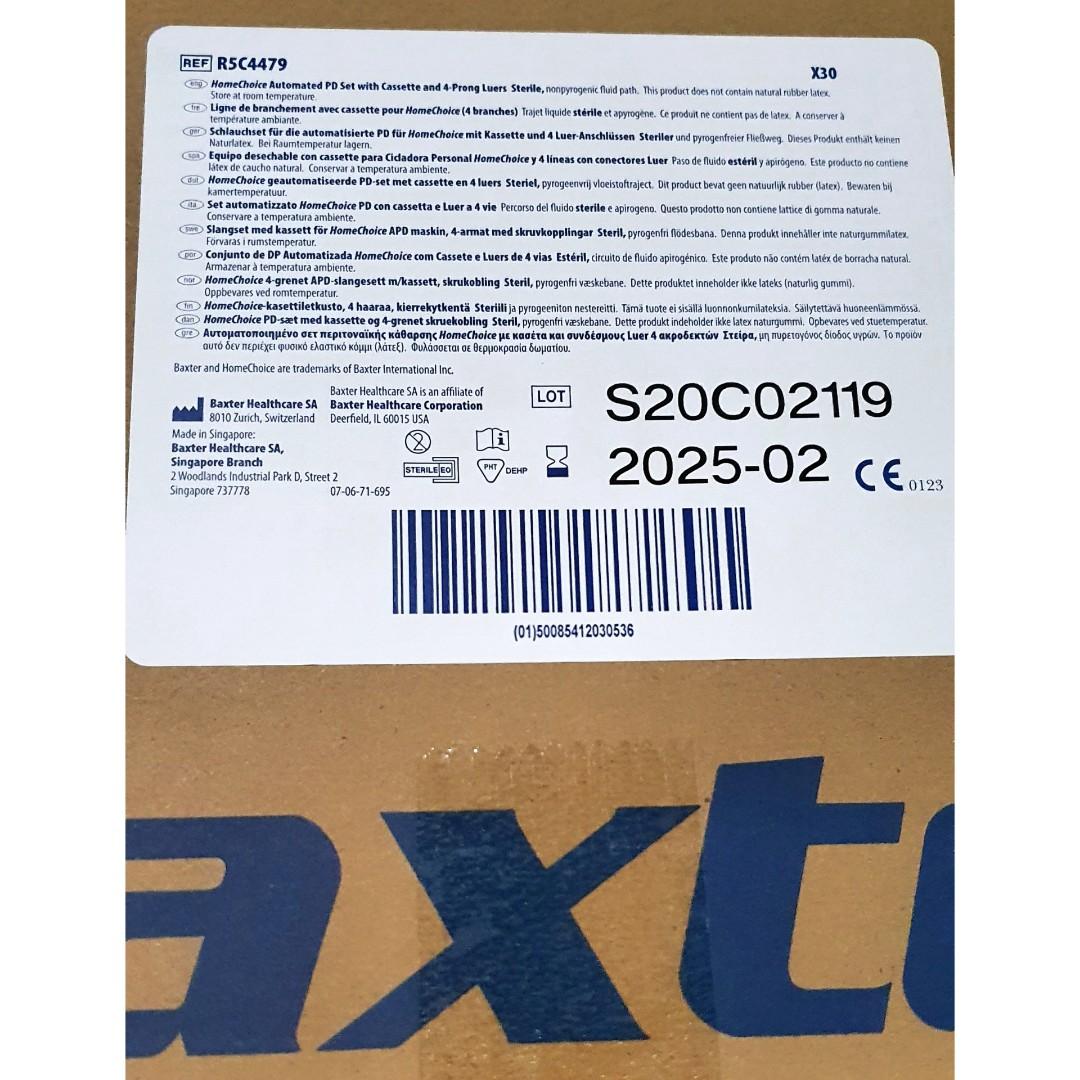 REF R5C4479
X30
eng HomeChoice Automated PD Set with Cassette and 4-Prong Luers Sterile, nonpyrogenic fluid path. This product does not contain natural rubber latex.
Store at room temperature.
fre Ligne de branchement avec cassette pour HomeChoice (4 branches) Trajet liquide stérile et apyrogène. Ce produit ne contient pas de latex. A conserver à
température ambiante.
ger Schlauchset für die automatisierte PD für HomeChoice mit Kassette und 4 Luer-Anschlüssen Steriler und pyrogenfreier Fließweg. Dieses Produkt enthält keinen
Naturlatex. Bei Raumtemperatur lagern.
spa Equipo desechable con cassette para Cicladora Personal HomeChoice y 4 líneas con conectores Luer Paso de fluido estéril y apirógeno. Este producto no contiene
látex de caucho natural. Conservar a temperatura ambiente.
dut HomeChoice geautomatiseerde PD-set met cassette en 4 luers Steriel, pyrogeenvrij vloeistoftraject. Dit product bevat geen natuurlijk rubber (latex). Bewaren bij
kamertemperatuur.
ita Set automatizzato HomeChoice PD con cassetta e Luer a 4 vie Percorso del fluido sterile e apirogeno. Questo prodotto non contiene lattice di gomma naturale.
Conservare a temperatura ambiente.
swe Slangset med kassett för HomeChoice APD maskin, 4-armat med skruvkopplingar Steril, pyrogenfri flödesbana. Denna produkt innehåller inte naturgummilatex.
Förvaras i rumstemperatur.
por Conjunto de DP Automatizada HomeChoice com Cassete e Luers de 4 vias Estéril, circuito de fluido apirogénico. Este produto não contém latéx de borracha natural.
Armazenar à temperatura ambiente.
nor HomeChoice 4-grenet APD-slangesett m/kassett, skrukobling Steril, pyrogenfri væskebane. Dette produktet inneholder ikke lateks (naturlig gummi).
Oppbevares ved romtemperatur.
fin HomeChoice-kasettiletkusto, 4 haaraa, kierrekytkentä Steriili ja pyrogeeniton nestereitti. Tämä tuote ei sisällä luonnonkumilateksia. Säilytettävä huoneenlämmössä.
dan HomeChoice PD-sæt med kassette og 4-grenet skruekobling Steril, pyrogenfri væskebane. Dette produkt indeholder ikke latex naturgummi. Opbevares ved stuetemperatur.
gre Αυτοματοποιημένο σετ περιτοναϊκής κάθαρσης HomeChoice με κασέτα και συνδέσμους Luer 4 ακροδεκτών Στείρα, μη πυρετογόνος δίοδος υγρών. Το προϊόν
αυτό δεν περιέχει φυσικό ελαστικό κόμμι (λάτεξ). Φυλάσσεται σε θερμοκρασία δωματίου.
Baxter and HomeChoice are trademarks of Baxter International Inc.
Baxter Healthcare SA
8010 Zurich, Switzerland
Baxter Healthcare SA is an affiliate of
Baxter Healthcare Corporation
Deerfield, IL 60015 USA
LOT S20C02119
2025-02
CE 0123
Made in Singapore:
Baxter Healthcare SA,
Singapore Branch
2 Woodlands Industrial Park D, Street 2
Singapore 737778
07-06-71-695
2
i
STERILE EO
PHT DEHP
(01)50085412030536
axte